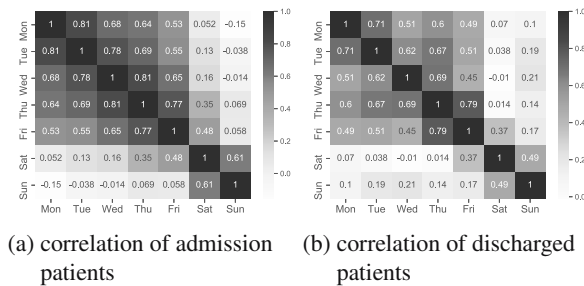 Mon 1 0.81 0.68 0.64 0.53 0.052 -0.15
Tue 0.81 1 0.78 0.69 0.55 0.13 -0.038
Wed 0.68 0.78 1 0.81 0.65 0.16 -0.014
Thu 0.64 0.69 0.81 1 0.77 0.35 0.069
Fri 0.53 0.55 0.65 0.77 1 0.48 0.058
Sat 0.052 0.13 0.16 0.35 0.48 1 0.61
Sun -0.15 -0.038 -0.014 0.069 0.058 0.61 1
Mon Tue Wed Thu Fri Sat Sun
1.0
0.8
0.6
0.4
0.2
0.0
(a) correlation of admission
patients
Mon 1 0.71 0.51 0.6 0.49 0.07 0.1
Tue 0.71 1 0.62 0.67 0.51 0.038 0.19
Wed 0.51 0.62 1 0.69 0.45 -0.01 0.21
Thu 0.6 0.67 0.69 1 0.79 0.014 0.14
Fri 0.49 0.51 0.45 0.79 1 0.37 0.17
Sat 0.07 0.038 -0.01 0.014 0.37 1 0.49
Sun 0.1 0.19 0.21 0.14 0.17 0.49 1
Mon Tue Wed Thu Fri Sat Sun
1.0
0.8
0.6
0.4
0.2
0.0
(b) correlation of discharged
patients